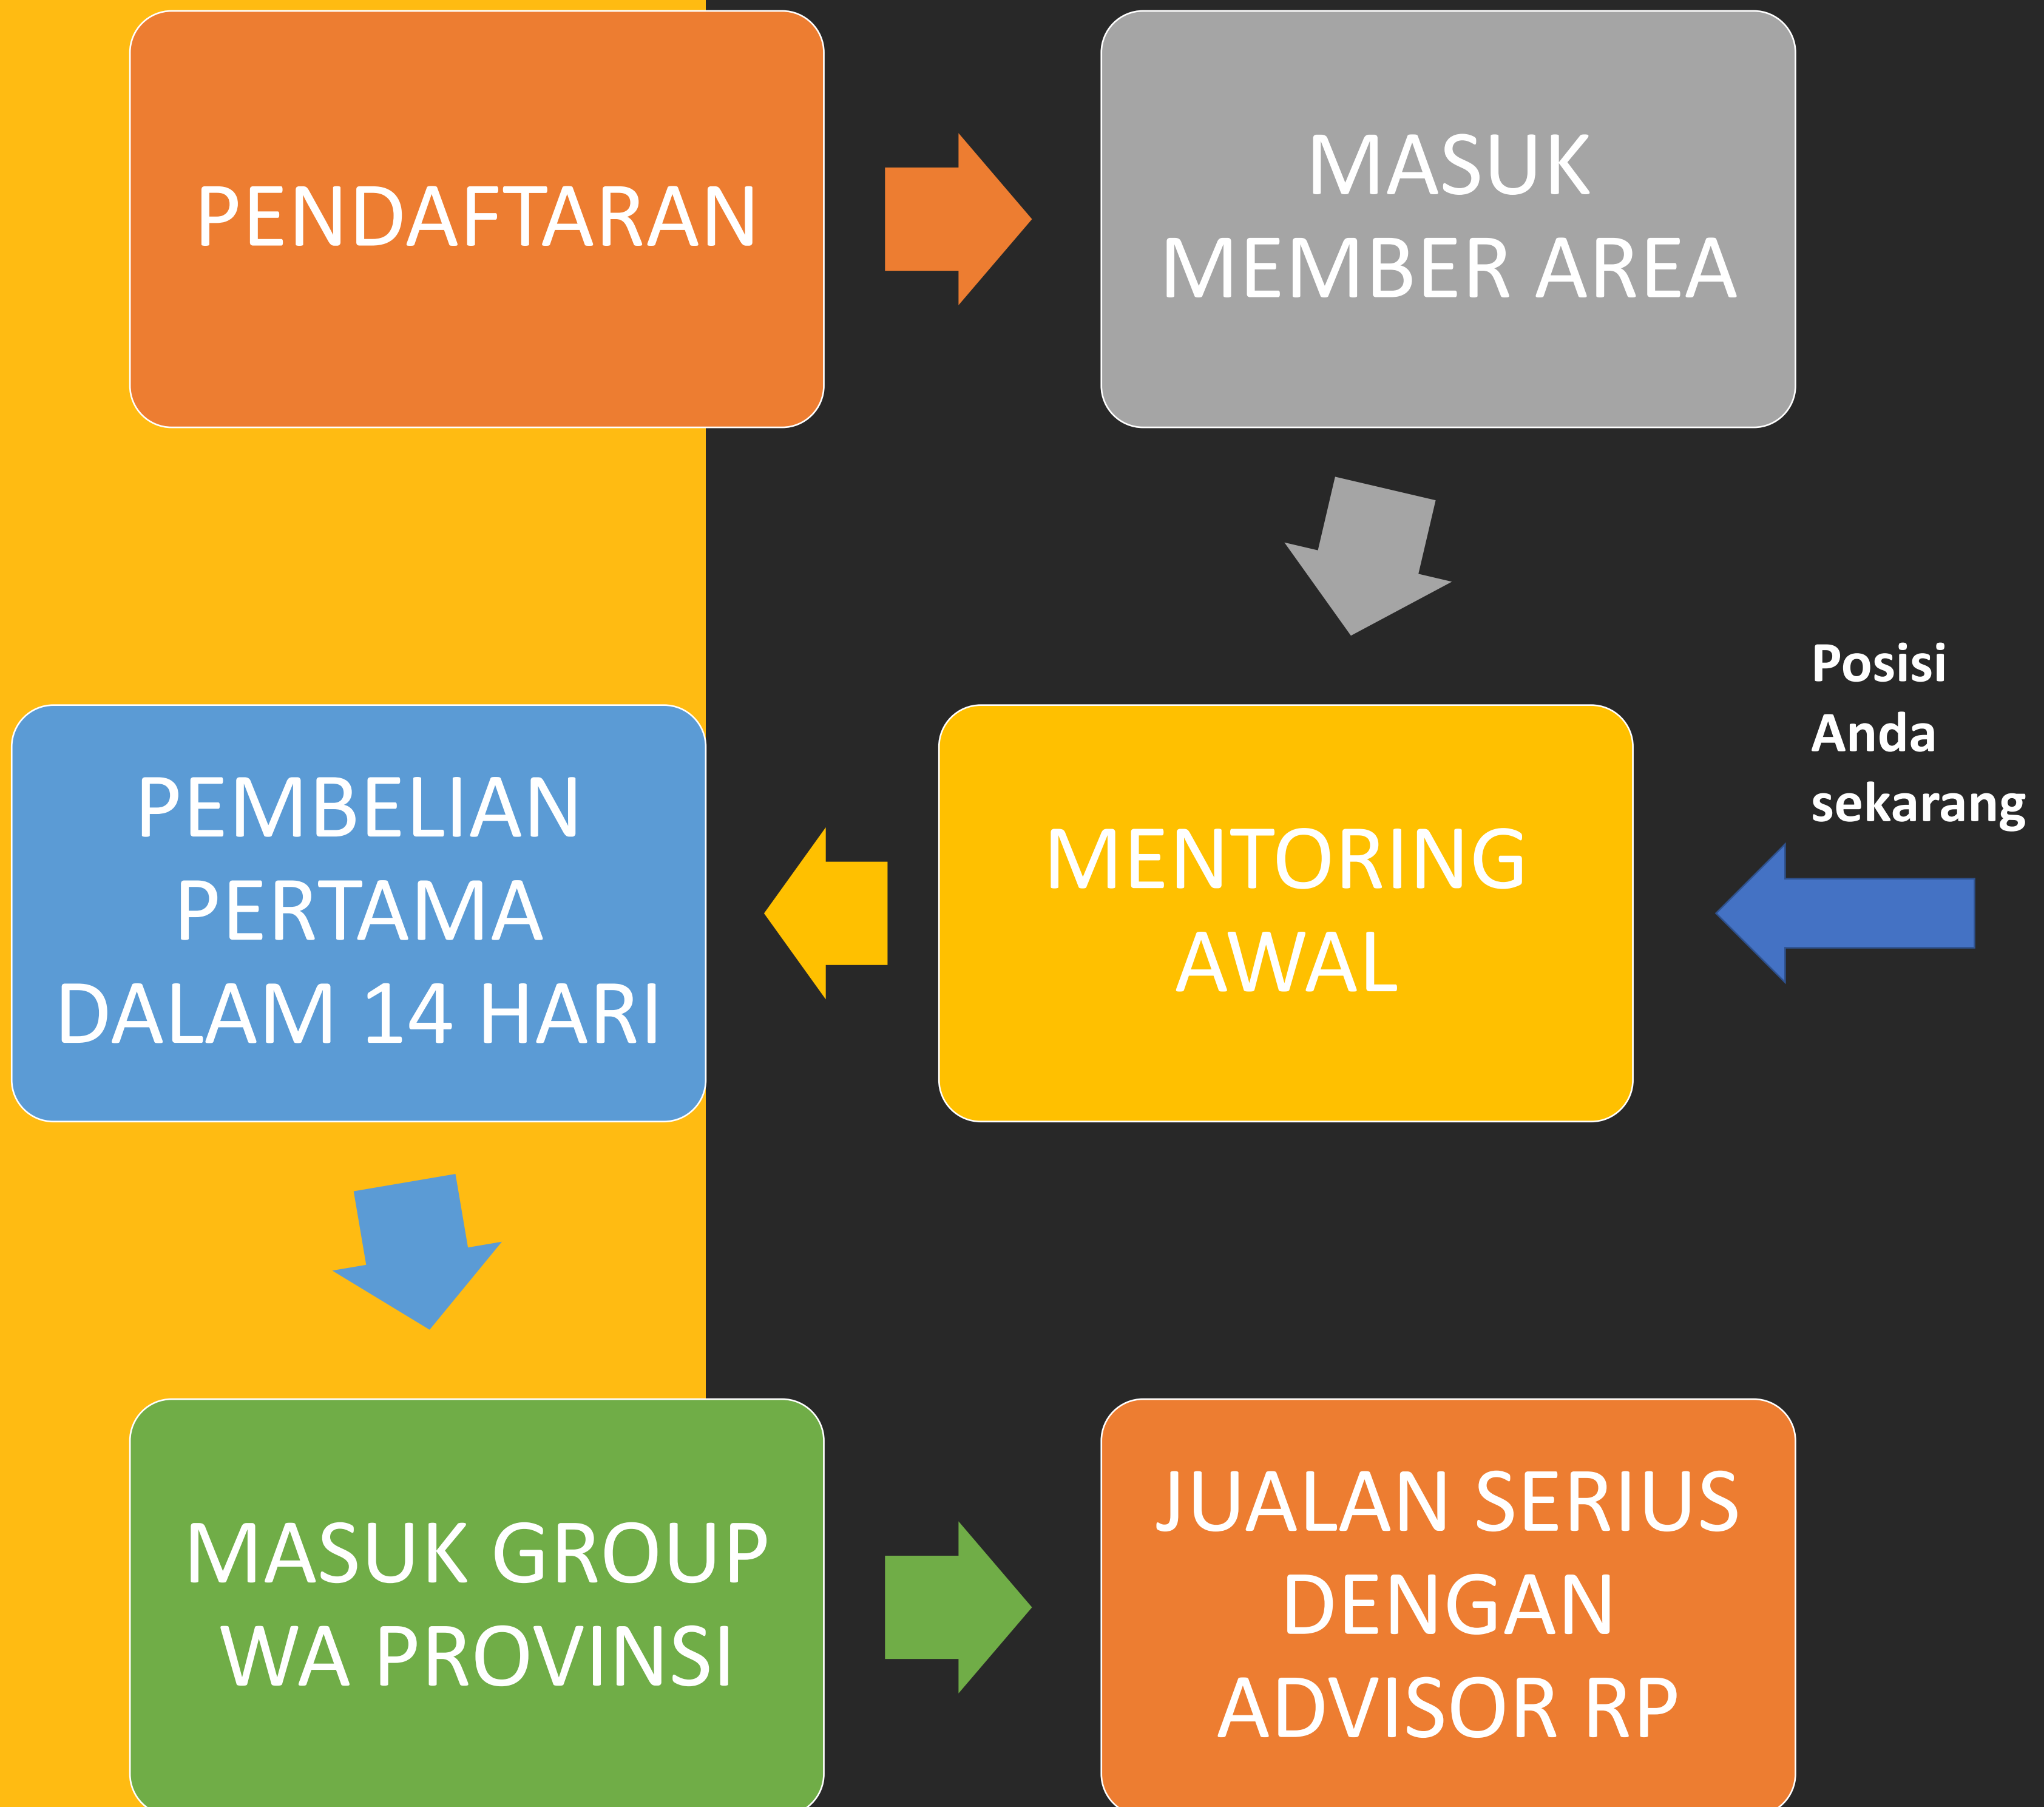 PENDAFTARAN
MASUK
MEMBER AREA
Posisi
Anda
sekarang
MENTORING
AWAL
PEMBELIAN
PERTAMA
DALAM 14 HARI
MASUK GROUP
WA PROVINSI
JUALAN SERIUS
DENGAN
ADVISOR RP